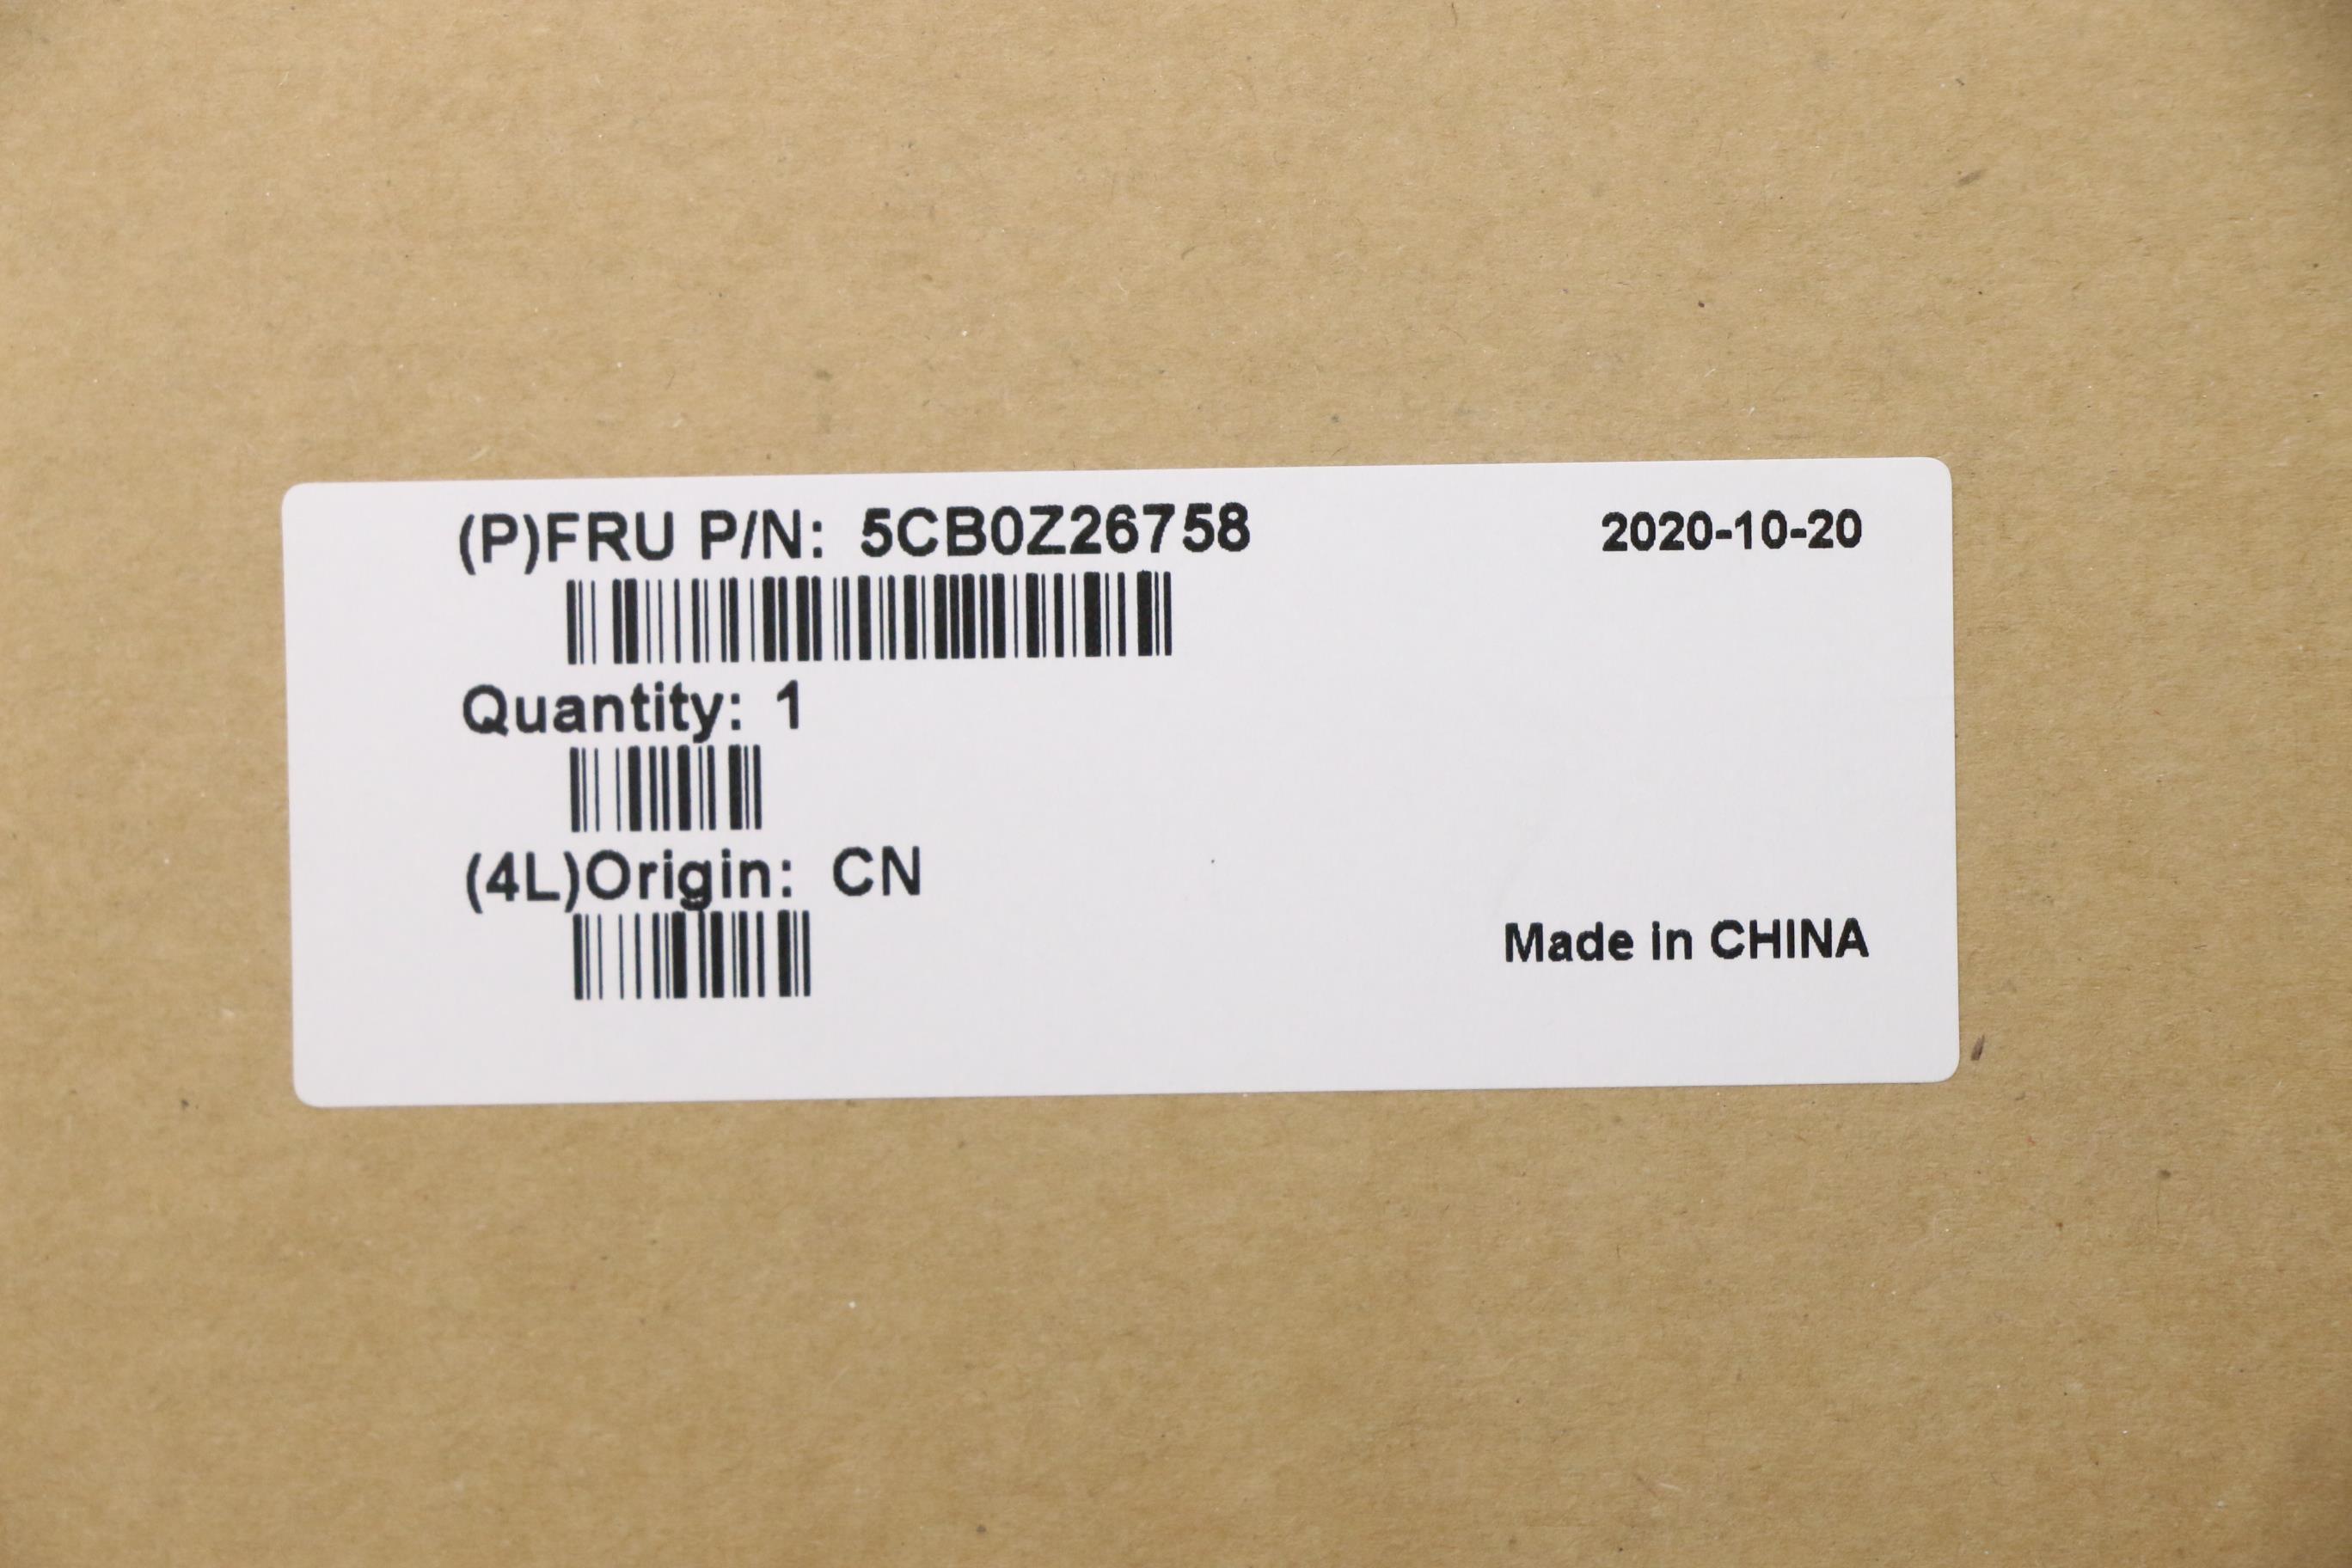 (P)FRU P/N: 5CB0Z26758
2020-10-20
Quantity: 1
(4L)Origin: CN
Made in CHINA